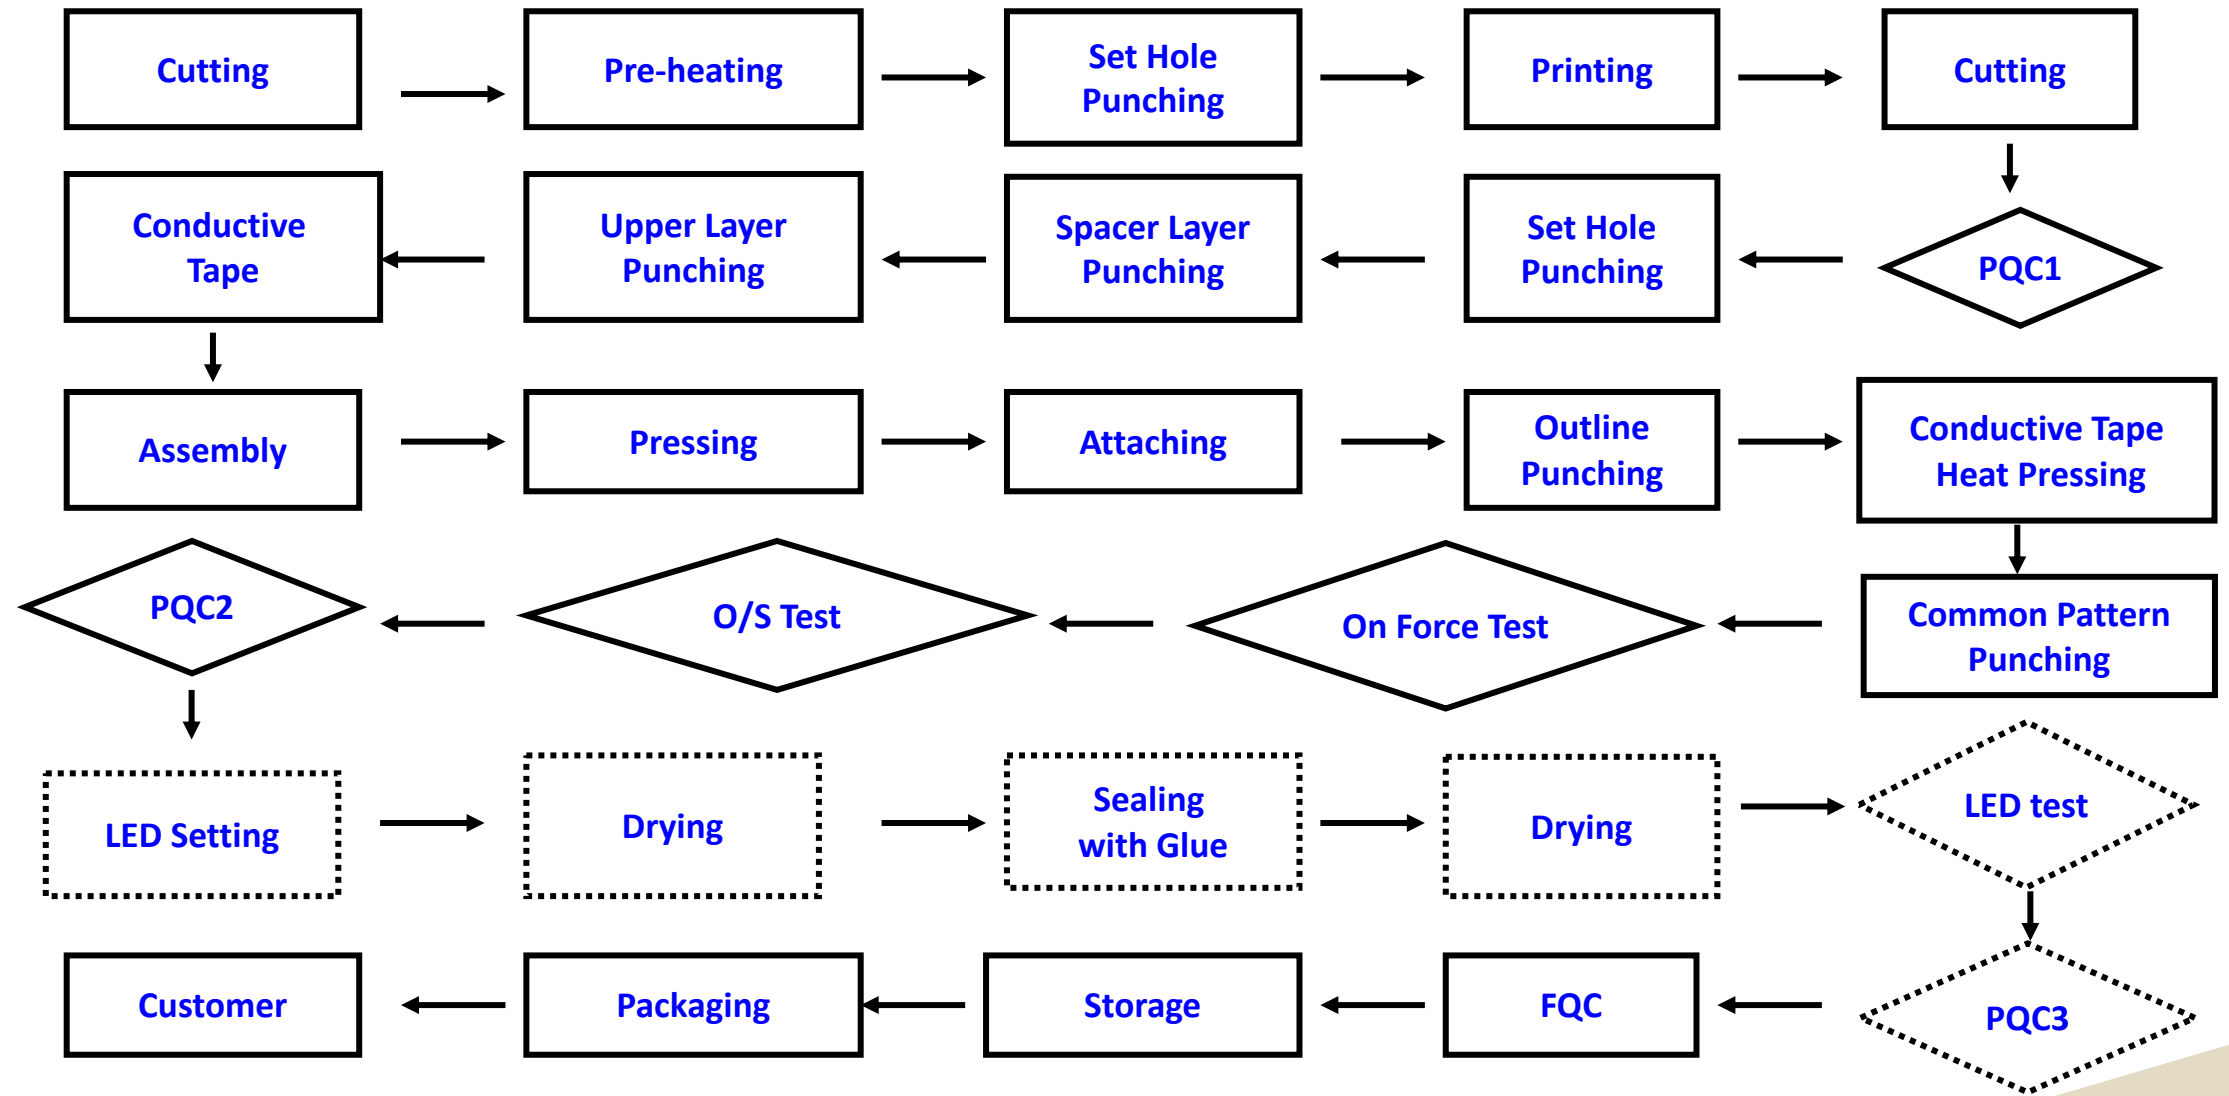 Cutting
Pre-heating
Set Hole
Punching
Printing
Cutting
PQC1
Set Hole
Punching
Spacer Layer
Punching
Upper Layer
Punching
Conductive
Tape
Assembly
Pressing
Attaching
Outline
Punching
Conductive Tape
Heat Pressing
Common Pattern
Punching
On Force Test
O/S Test
PQC2
LED Setting
Drying
Sealing
with Glue
Drying
LED test
PQC3
FQC
Storage
Packaging
Customer